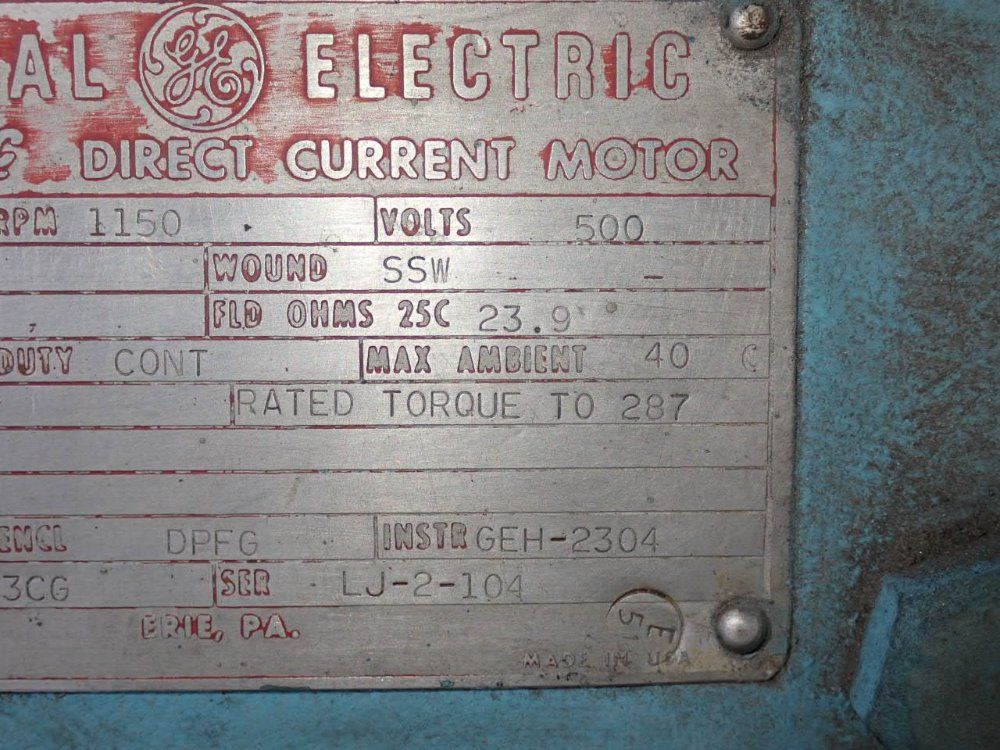 AL GE ELECTRIC
DIRECT CURRENT MOTOR
RPM 1150 VOLTS 500
WOUND SSW -
FLD OHMS 25C 23.9
DUTY CONT MAX AMBIENT 40 C
RATED TORQUE TO 287
ENCL DPFG INSTR GEH-2304
3CG SER LJ-2-104
ERIE, PA.
E 51
MADE IN USA